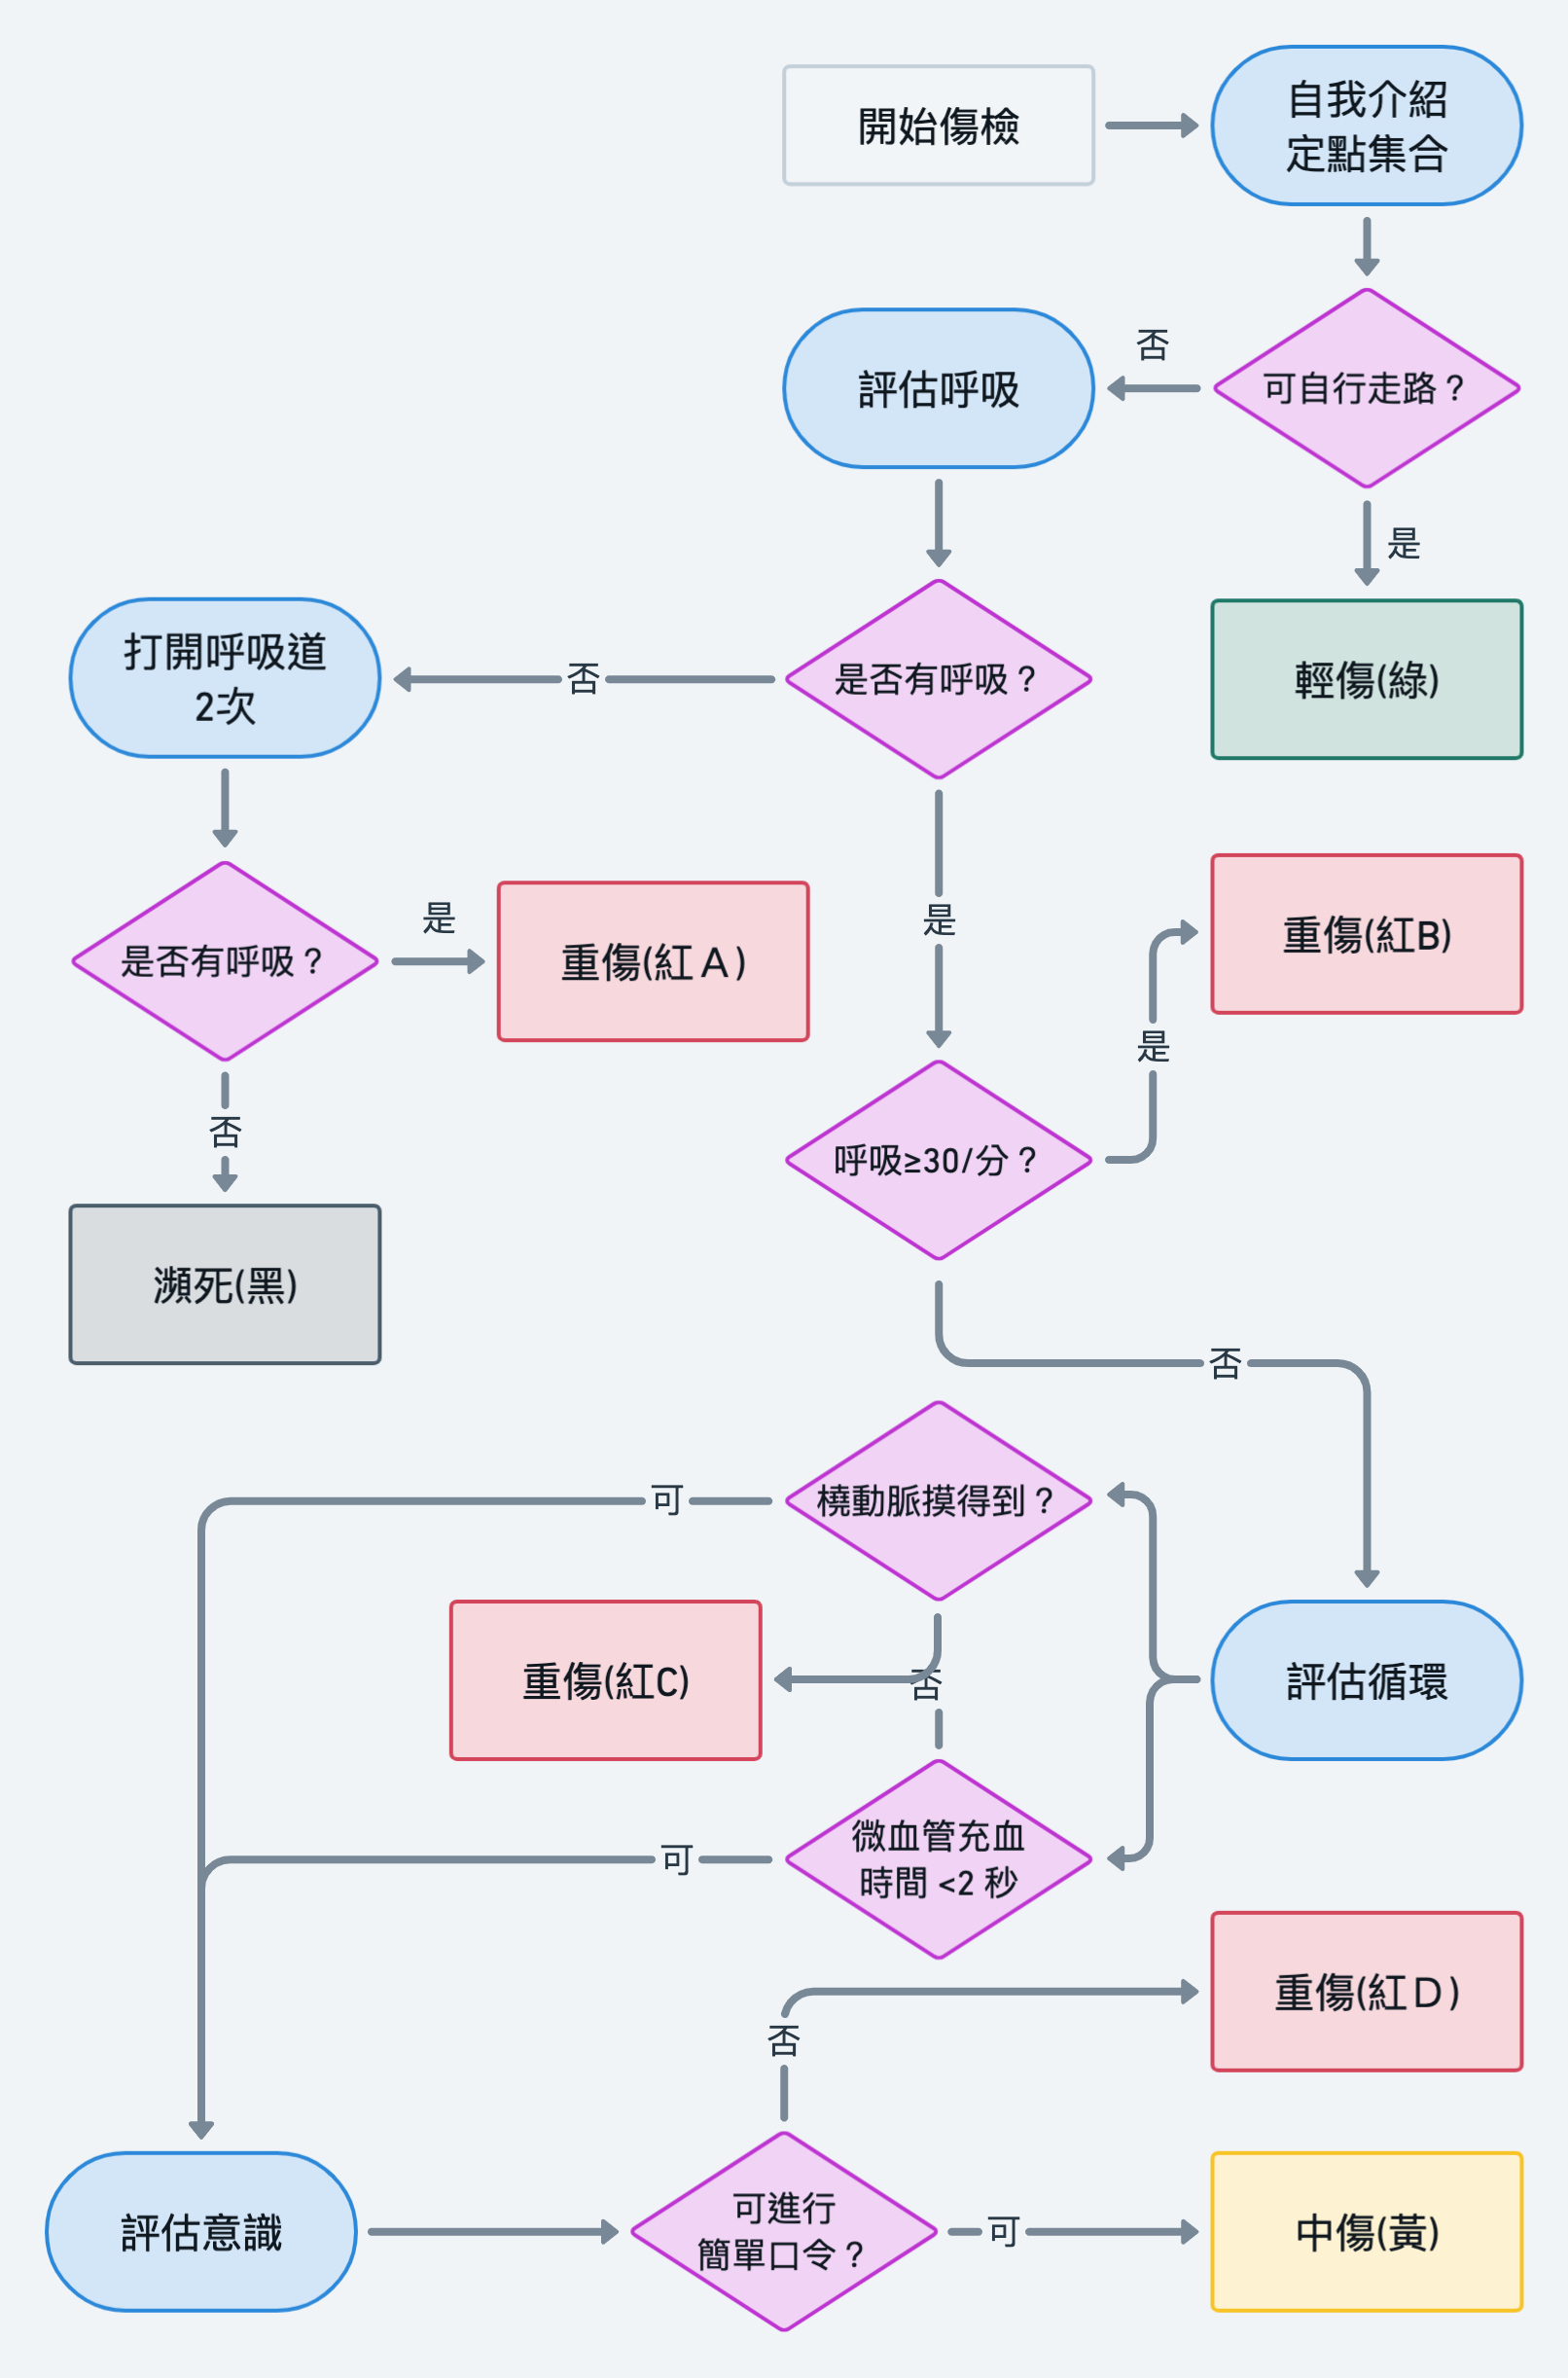 開始傷檢
自我介紹
定點集合
否
評估呼吸
可自行走路？
是
打開呼吸道
2次
否
是否有呼吸？
輕傷(綠)
是否有呼吸？
是
重傷(紅Ａ)
是
重傷(紅B)
是
否
呼吸≥30/分？
瀕死(黑)
否
可
橈動脈摸得到？
重傷(紅C)
否
評估循環
可
微血管充血
時間 <2 秒
重傷(紅Ｄ)
否
評估意識
可進行
簡單口令？
可
中傷(黃)